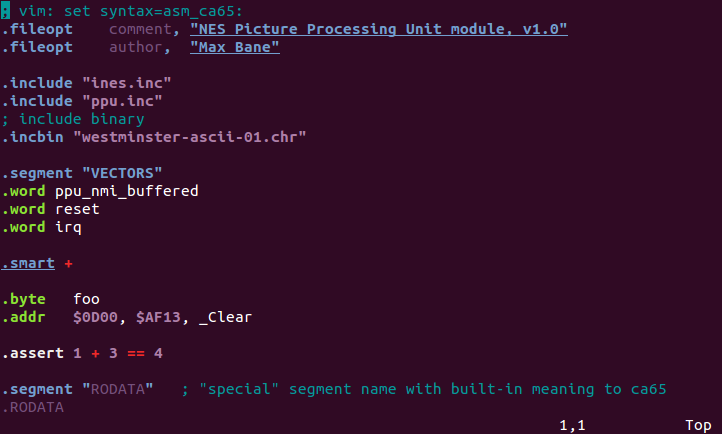 ; vim: set syntax=asm_ca65:
.fileopt    comment, "NES Picture Processing Unit module, v1.0"
.fileopt    author,  "Max Bane"
.include "ines.inc"
.include "ppu.inc"
; include binary
.incbin "westminster-ascii-01.chr"
.segment "VECTORS"
.word ppu_nmi_buffered
.word reset
.word irq
.smart +
.byte   foo
.addr   $0D00, $AF13, _Clear
.assert 1 + 3 == 4
.segment "RODATA"   ; "special" segment name with built-in meaning to ca65
.RODATA
1,1           Top